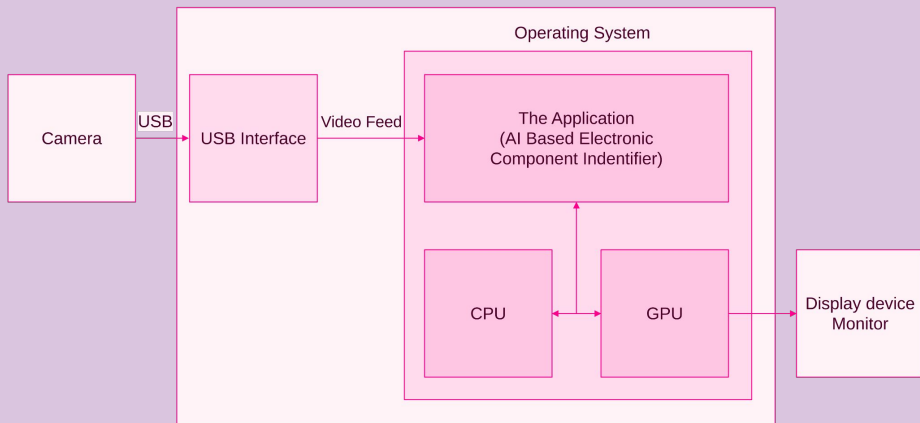 Operating System
Camera
USB
USB Interface
Video Feed
The Application
(AI Based Electronic
Component Indentifier)
CPU
GPU
Display device
Monitor